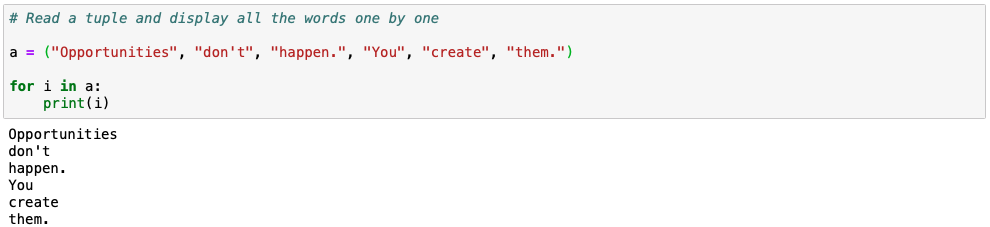 # Read a tuple and display all the words one by one
a = ("Opportunities", "don't", "happen.", "You", "create", "them.")
for i in a:
    print(i)
Opportunities
don't
happen.
You
create
them.